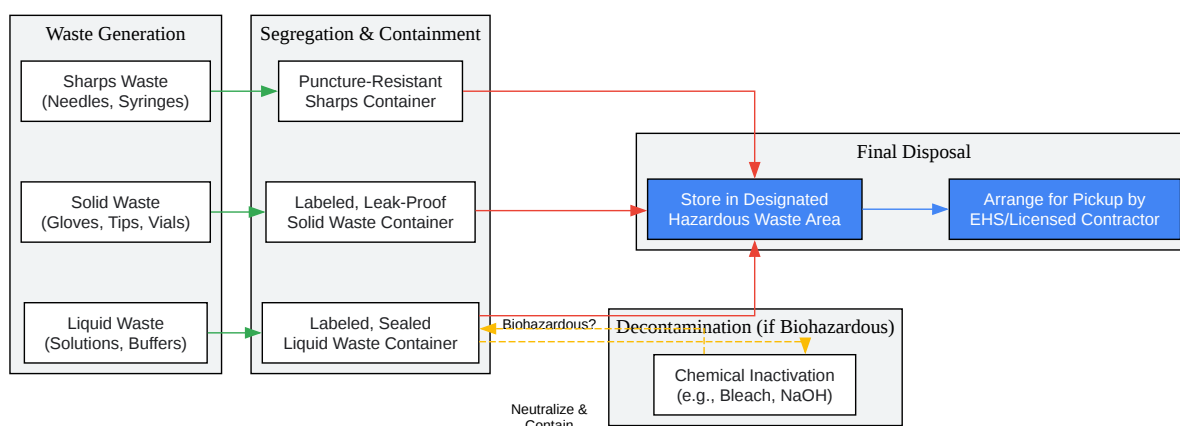 Waste Generation
Sharps Waste
(Needles, Syringes)
Solid Waste
(Gloves, Tips, Vials)
Liquid Waste
(Solutions, Buffers)
Segregation & Containment
Puncture-Resistant
Sharps Container
Labeled, Leak-Proof
Solid Waste Container
Labeled, Sealed
Liquid Waste Container
Final Disposal
Store in Designated
Hazardous Waste Area
Arrange for Pickup by
EHS/Licensed Contractor
Biohazardous?
Decontamination (if Biohazardous)
Chemical Inactivation
(e.g., Bleach, NaOH)
Neutralize &
Contain